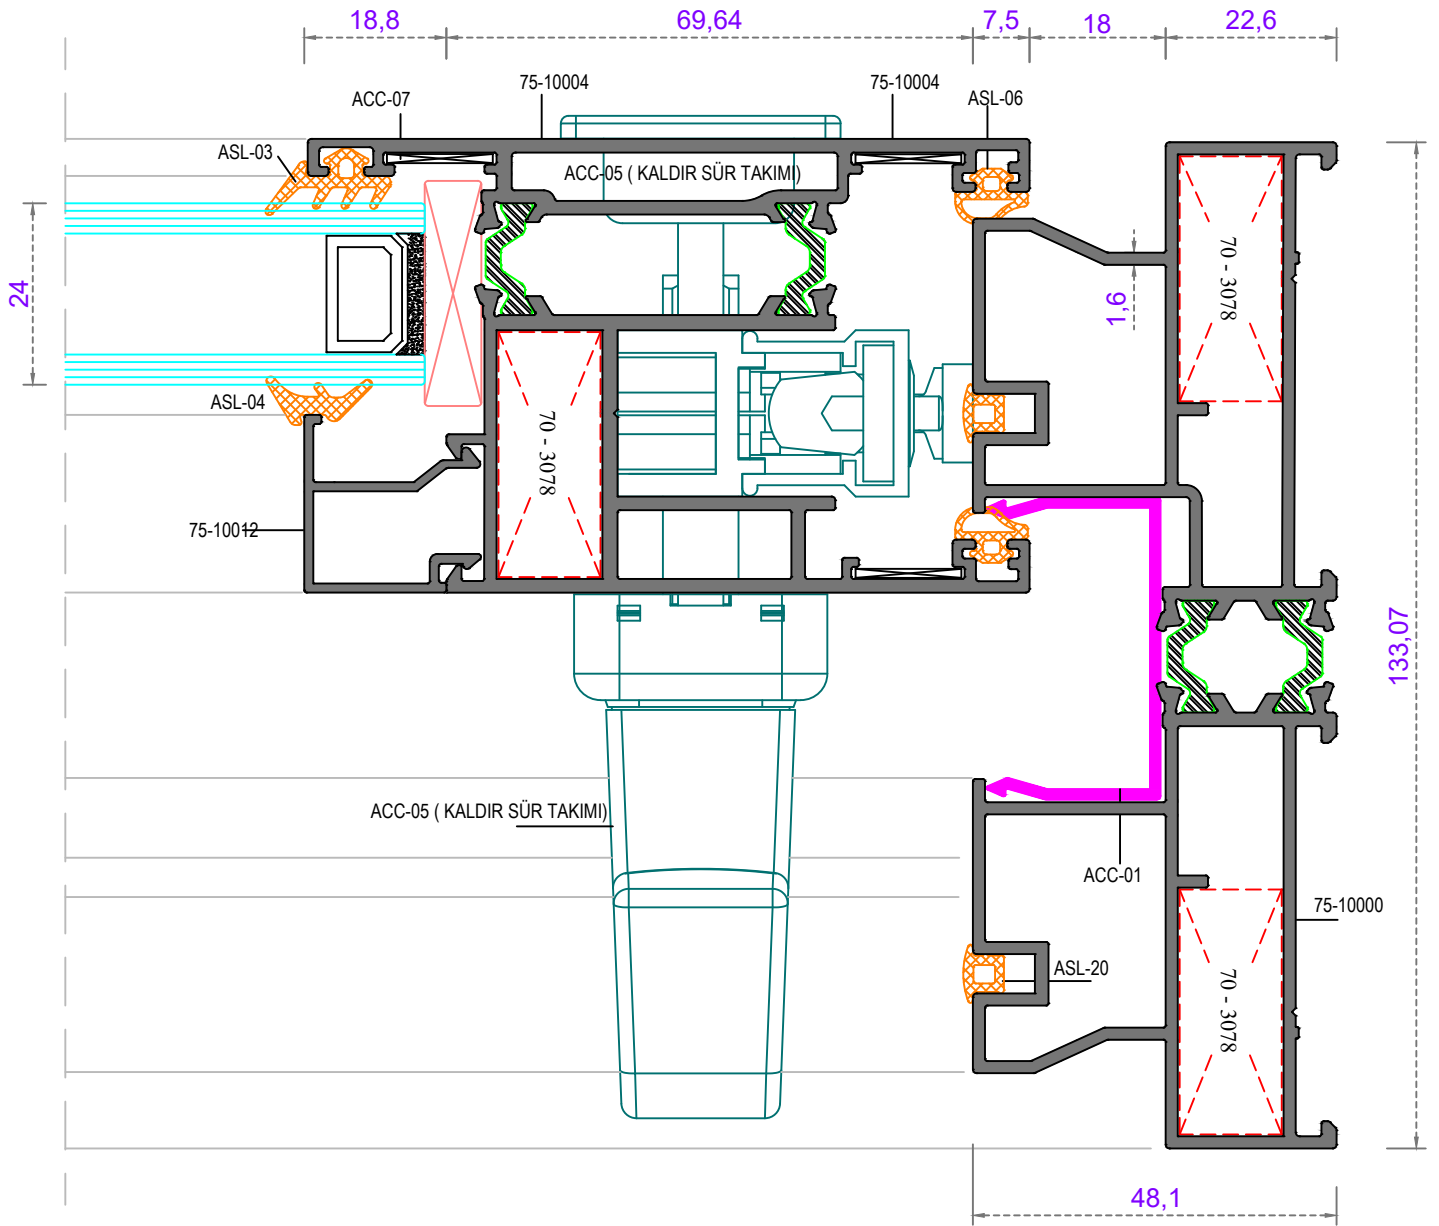 18,8
69,64
7,5
18
22,6
75-10004
75-10004
ACC-07
ASL-06
ASL-03
ACC-05 ( KALDIR SÜR TAKIMI)
70 - 3078
24
1,6
ASL-04
70 - 3078
75-10012
133,07
ACC-05 ( KALDIR SÜR TAKIMI)
ACC-01
75-10000
ASL-20
70 - 3078
48,1